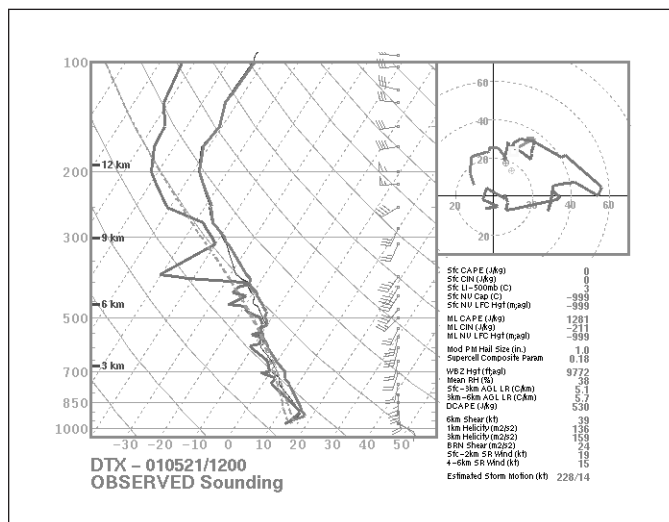 100
200
300
500
700
850
1000
12 km
9 km
6 km
3 km
-30 -20 -10 0 10 20 30 40 50
DTX - 010521/1200
OBSERVED Sounding
60
40
20
20 40 60
20
Sfc CAPE (J/kg) 0
Sfc CIN (J/kg) 0
Sfc LI-500mb (C) 3
Sfc NV Cap (C) -999
Sfc NV LFC Hgt(m;agl) -999
ML CAPE (J/kg) 1281
ML CIN (J/kg) -211
ML NV LFC Hgt(m;agl) -999
Mod PM Hail Size (in.) 1.0
Supercell Composite Param 0.18
WBZ Hgt (ft;agl) 9772
Mean RH (%) 38
Sfc-3km AGL LR (C/km) 5.1
3km-6km AGL LR (C/km) 5.7
DCAPE (J/kg) 530
6km Shear (kt) 39
1km Helicity (m2/s2) 136
3km Helicity (m2/s2) 159
BRN Shear (m2/s2) 24
Sfc-2km SR Wind (kt) 19
4-6km SR Wind (kt) 15
Estimated Storm Motion (kt) 228/14